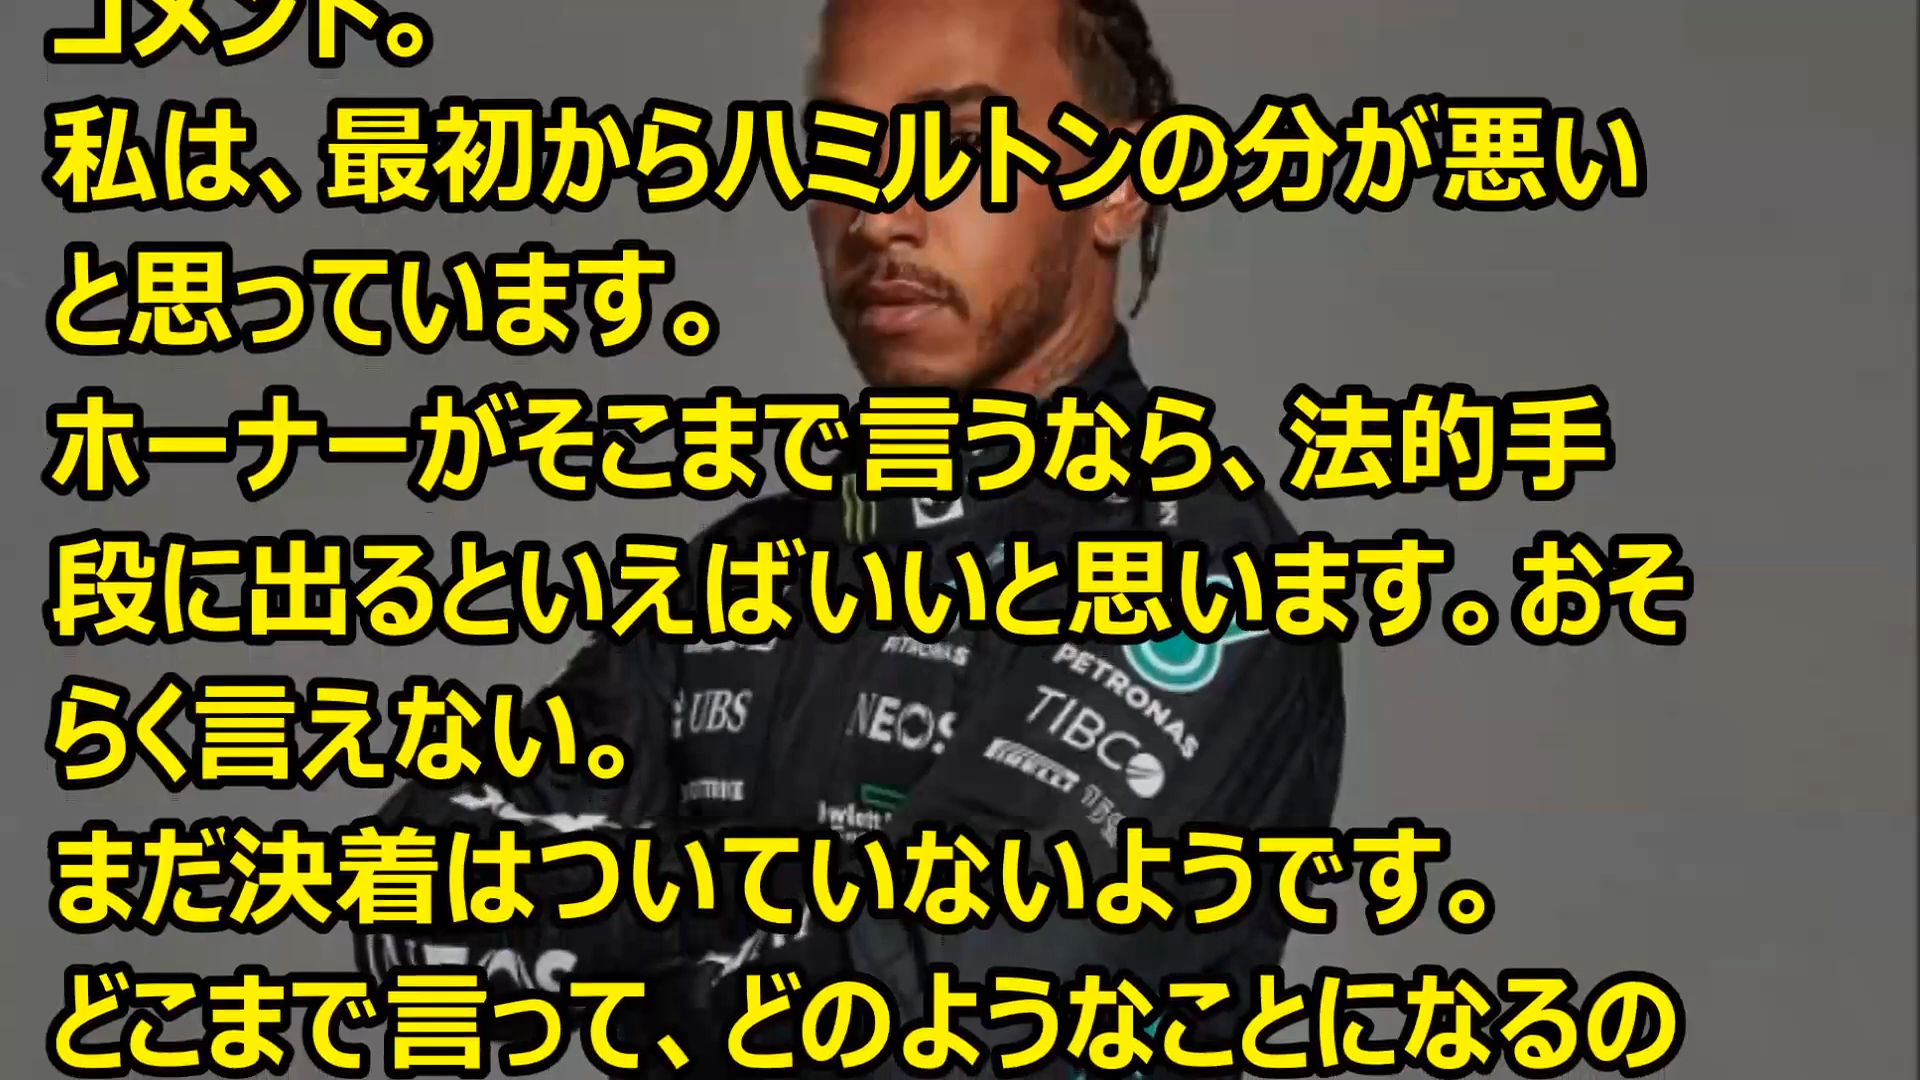 コメント。
私は、最初からハミルトンの分が悪い
と思っています。
ホーナーがそこまで言うなら、法的手
段に出るといえばいいと思います。おそ
らく言えない。
まだ決着はついていないようです。
どこまで言って、どのようなことになるの
PETRONAS
UBS
TIBCO